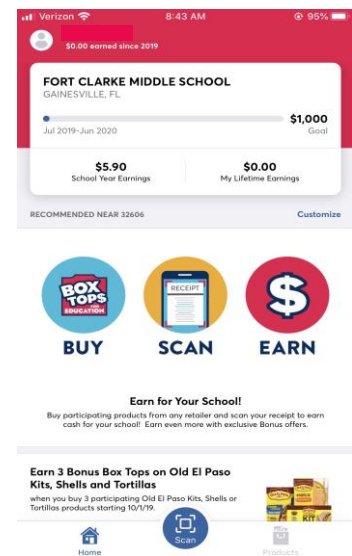 Verizon 8:43 AM 95%
$0.00 earned since 2019
FORT CLARKE MIDDLE SCHOOL
GAINESVILLE, FL
$1,000
Jul 2019-Jun 2020 Goal
$5.90 $0.00
School Year Earnings My Lifetime Earnings
RECOMMENDED NEAR 32606 Customize
BOX TOPS FOR EDUCATION
RECEIPT
$
BUY SCAN EARN
Earn for Your School!
Buy participating products from any retailer and scan your receipt to earn
cash for your school! Earn even more with exclusive Bonus offers.
Earn 3 Bonus Box Tops on Old El Paso
Kits, Shells and Tortillas
when you buy 3 participating Old El Paso Kits, Shells or
Tortillas products starting 10/1/19.
KIT
Home Scan Products